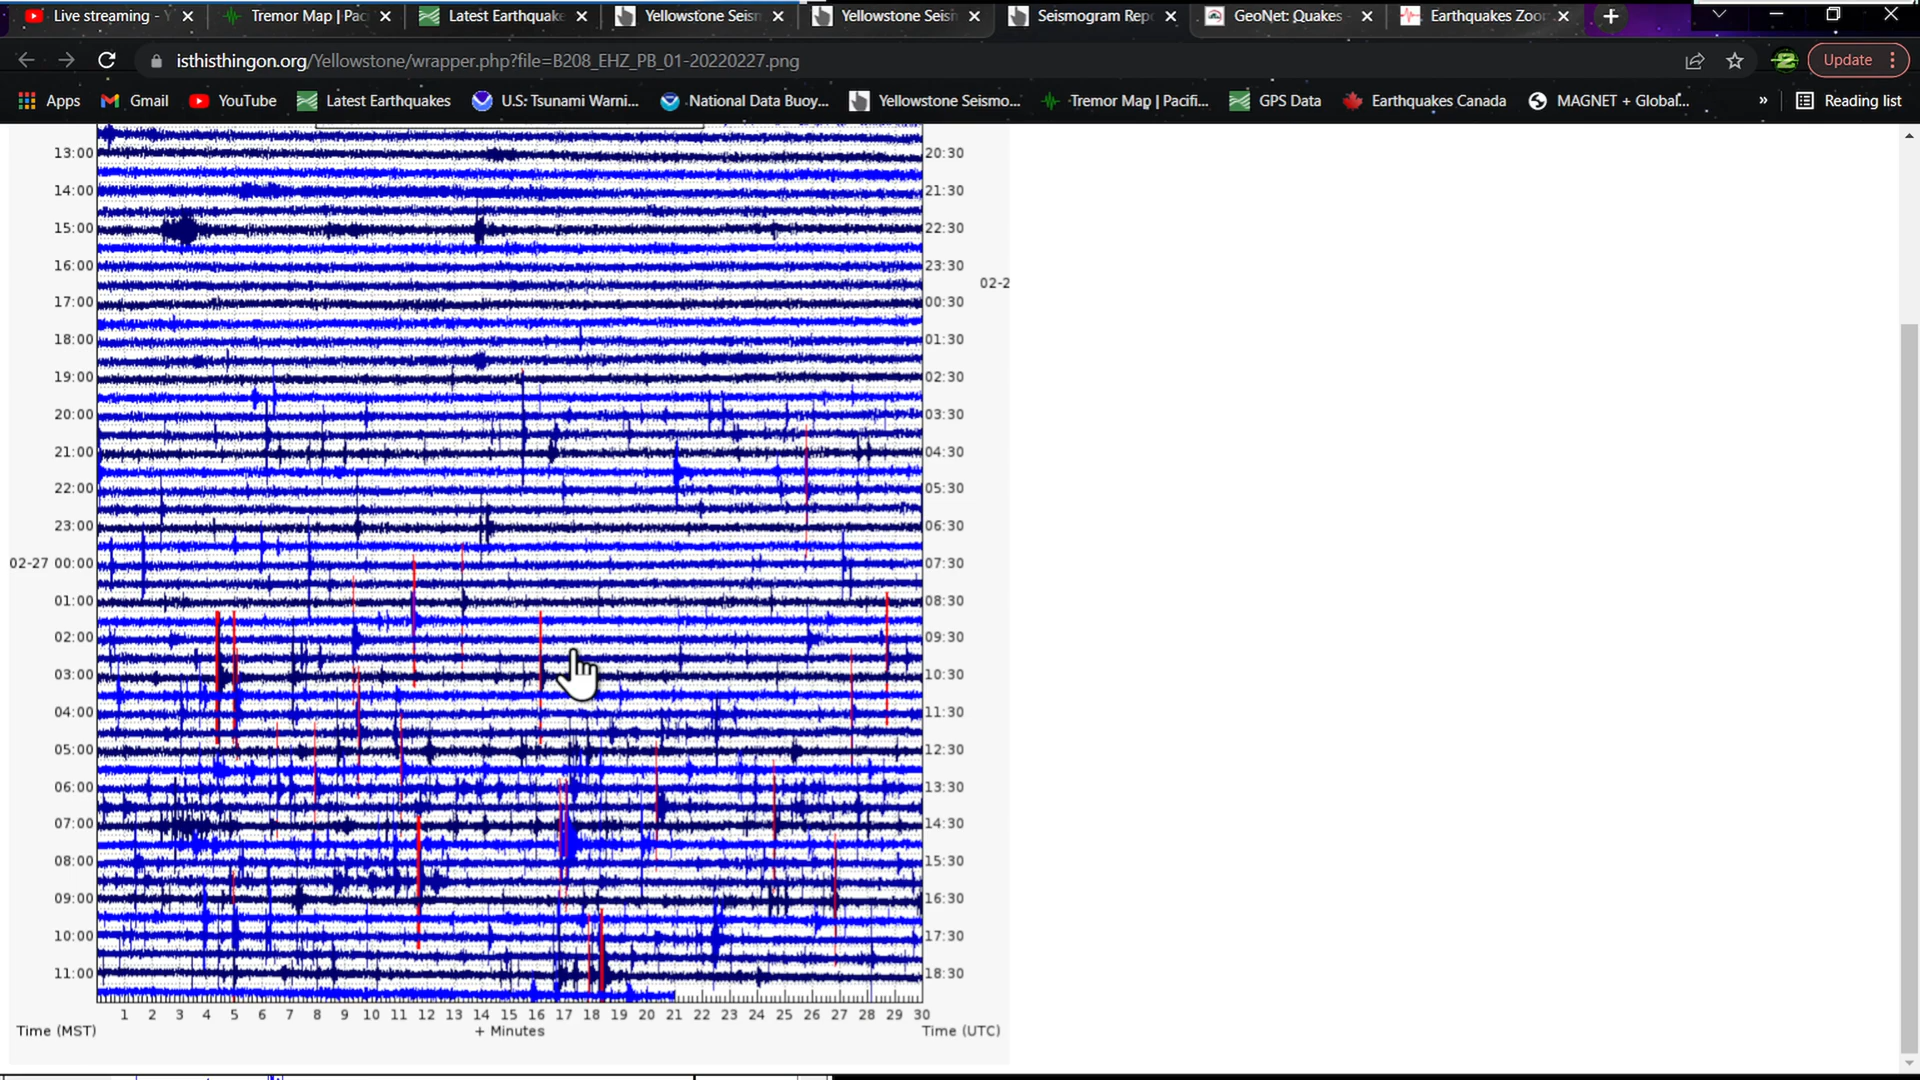 Live streaming - Y
Tremor Map | Pac
Latest Earthquake
Yellowstone Seism
Yellowstone Seism
Seismogram Repo
GeoNet: Quakes
Earthquakes Zoo
isthisthingon.org/Yellowstone/wrapper.php?file=B208_EHZ_PB_01-20220227.png
Update
Apps
Gmail
YouTube
Latest Earthquakes
U.S. Tsunami Warni...
National Data Buoy...
Yellowstone Seismo...
Tremor Map | Pacifi...
GPS Data
Earthquakes Canada
MAGNET + Global...
»
Reading list
13:00 20:30
14:00 21:30
15:00 22:30
16:00 23:30
02-2
17:00 00:30
18:00 01:30
19:00 02:30
20:00 03:30
21:00 04:30
22:00 05:30
23:00 06:30
02-27 00:00 07:30
01:00 08:30
02:00 09:30
03:00 10:30
04:00 11:30
05:00 12:30
06:00 13:30
07:00 14:30
08:00 15:30
09:00 16:30
10:00 17:30
11:00 18:30
1 2 3 4 5 6 7 8 9 10 11 12 13 14 15 16 17 18 19 20 21 22 23 24 25 26 27 28 29 30
Time (MST) + Minutes Time (UTC)